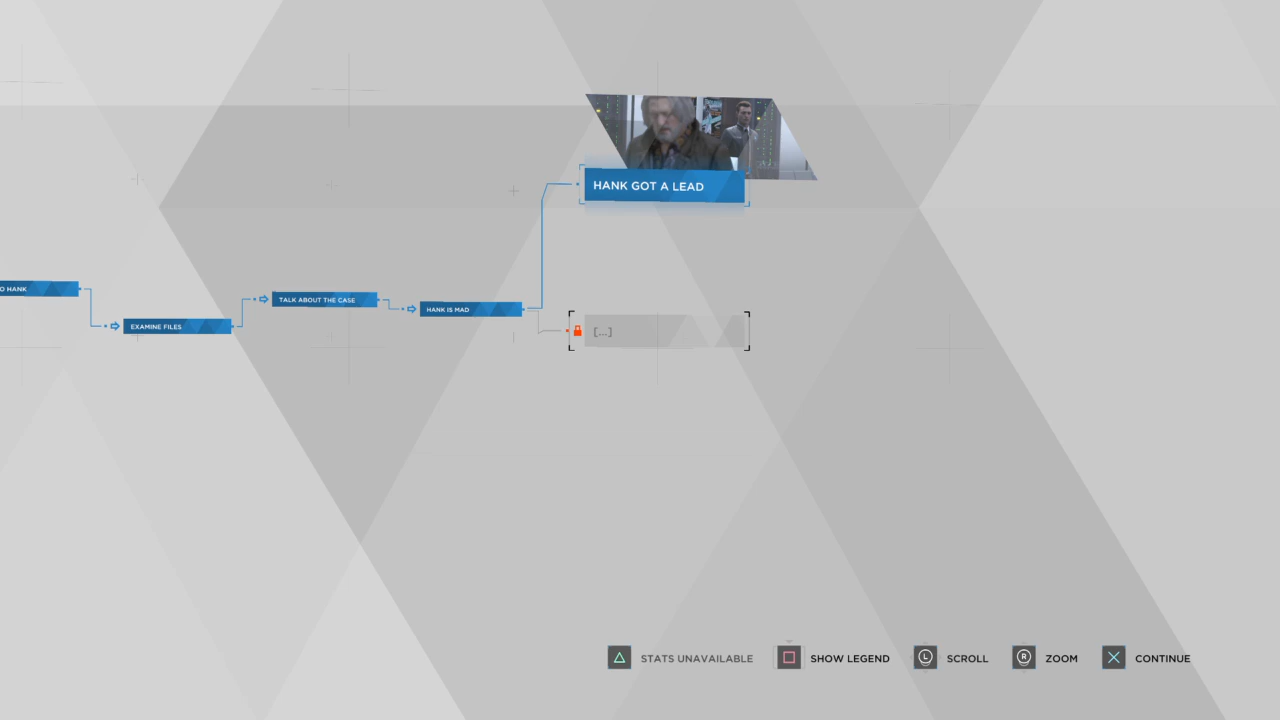 HANK GOT A LEAD
O HANK
EXAMINE FILES
TALK ABOUT THE CASE
HANK IS MAD
[...]
STATS UNAVAILABLE
SHOW LEGEND
L
SCROLL
R
ZOOM
CONTINUE